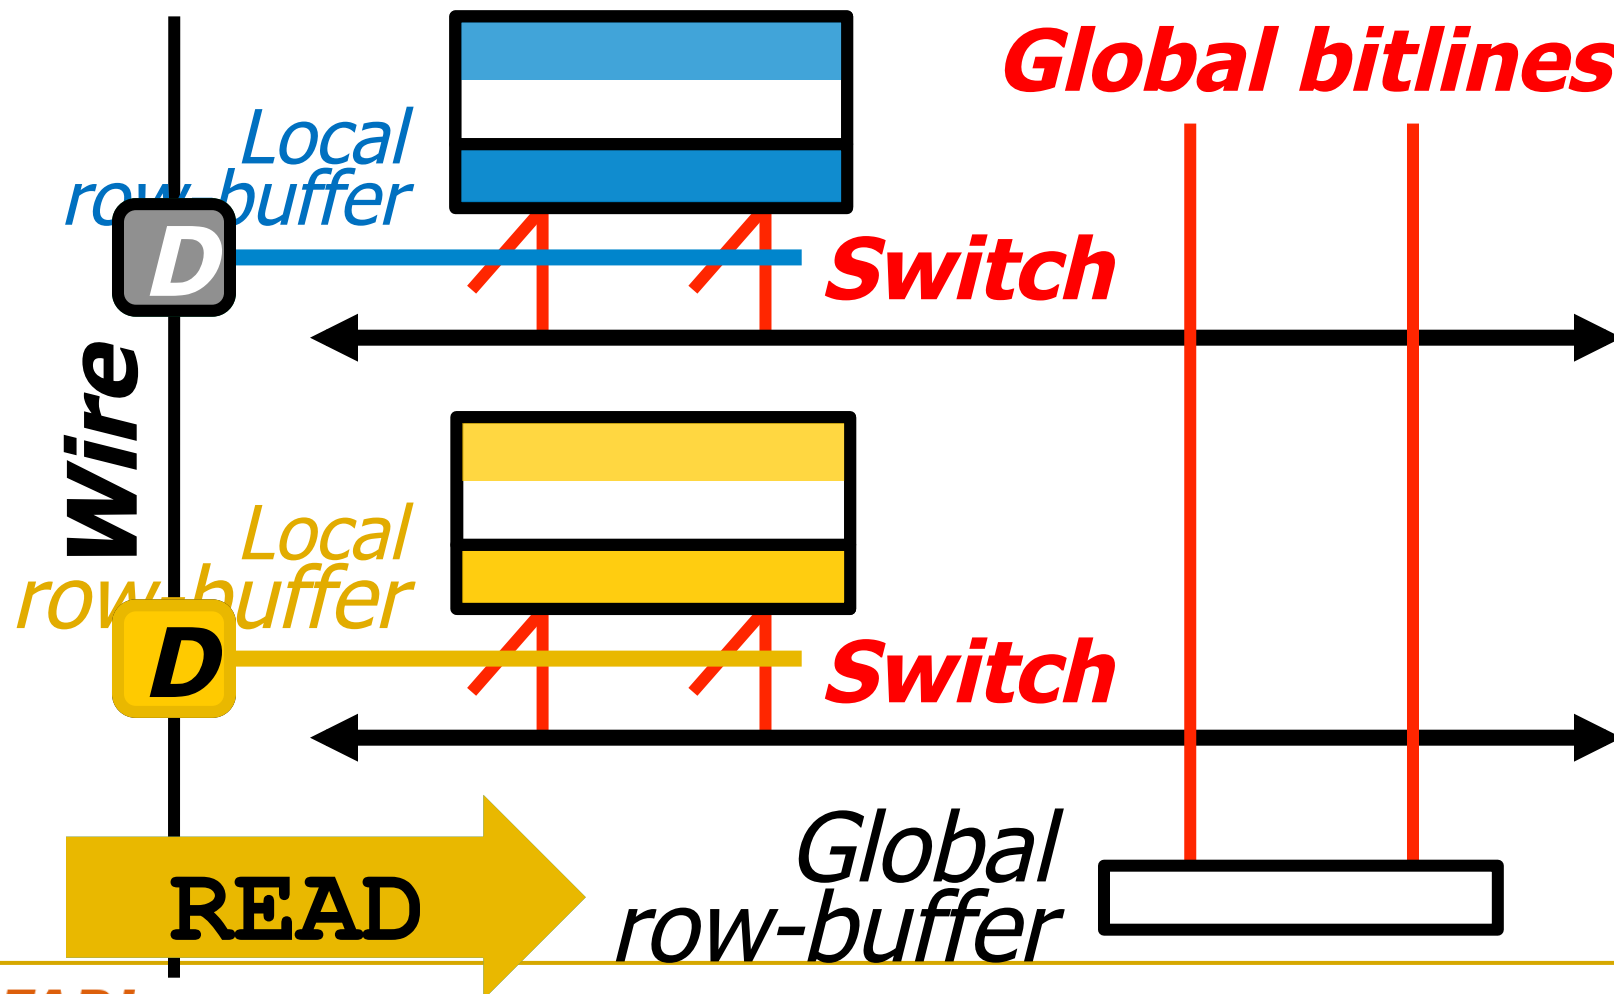 Global bitlines
Local
row-buffer
D
Switch
Wire
Local
row-buffer
D
Switch
READ
Global
row-buffer